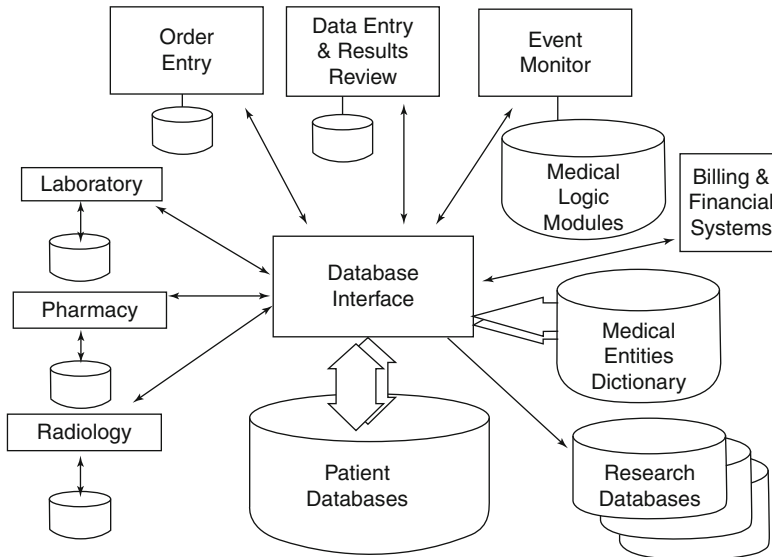 Order
Entry
Data Entry
& Results
Review
Event
Monitor
Laboratory
Medical
Logic
Modules
Billing &
Financial
Systems
Database
Interface
Pharmacy
Medical
Entities
Dictionary
Radiology
Patient
Databases
Research
Databases